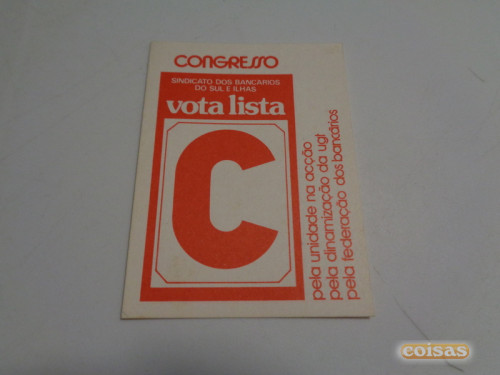 CONGRESSO
SINDICATO DOS BANCÁRIOS
DO SUL E ILHAS
vota lista
C
pela unidade na acção
pela dinamização da ugt
pela federação dos bancários
coisas